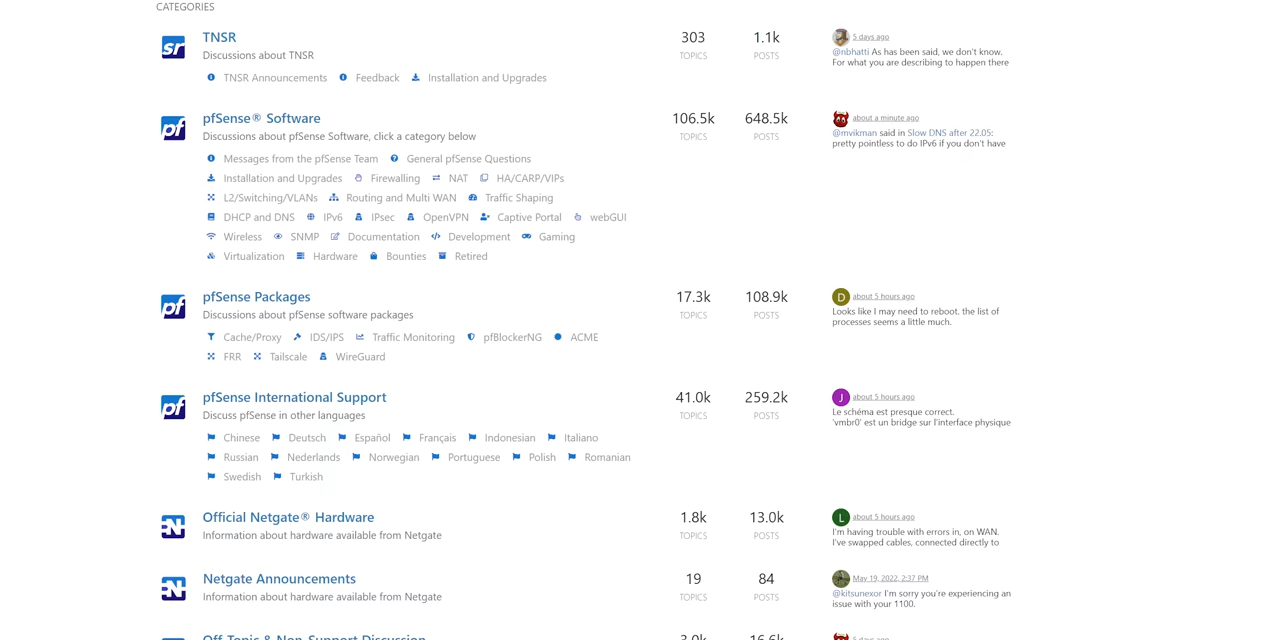 CATEGORIES
TNSR
Discussions about TNSR
TNSR Announcements Feedback Installation and Upgrades
303
TOPICS
1.1k
POSTS
5 days ago
@nbhatti As has been said, we don't know.
For what you are describing to happen there
pfSense® Software
Discussions about pfSense Software, click a category below
Messages from the pfSense Team General pfSense Questions
Installation and Upgrades Firewalling NAT HA/CARP/VIPs
L2/Switching/VLANs Routing and Multi WAN Traffic Shaping
DHCP and DNS IPv6 IPsec OpenVPN Captive Portal webGUI
Wireless SNMP Documentation Development Gaming
Virtualization Hardware Bounties Retired
106.5k
TOPICS
648.5k
POSTS
about a minute ago
@mvikman said in Slow DNS after 22.05:
pretty pointless to do IPv6 if you don't have
pfSense Packages
Discussions about pfSense software packages
Cache/Proxy IDS/IPS Traffic Monitoring pfBlockerNG ACME
FRR Tailscale WireGuard
17.3k
TOPICS
108.9k
POSTS
D about 5 hours ago
Looks like I may need to reboot. the list of
processes seems a little much.
pfSense International Support
Discuss pfSense in other languages
Chinese Deutsch Español Français Indonesian Italiano
Russian Nederlands Norwegian Portuguese Polish Romanian
Swedish Turkish
41.0k
TOPICS
259.2k
POSTS
J about 5 hours ago
Le schéma est presque correct.
'vmbr0' est un bridge sur l'interface physique
Official Netgate® Hardware
Information about hardware available from Netgate
1.8k
TOPICS
13.0k
POSTS
L about 5 hours ago
I'm having trouble with errors in, on WAN.
I've swapped cables, connected directly to
Netgate Announcements
Information about hardware available from Netgate
19
TOPICS
84
POSTS
May 19, 2022, 2:37 PM
@kitsunexor I'm sorry you're experiencing an
issue with your 1100.
Off-Topic & Non-Support Discussion
3.0k
16.6k
5 days ago